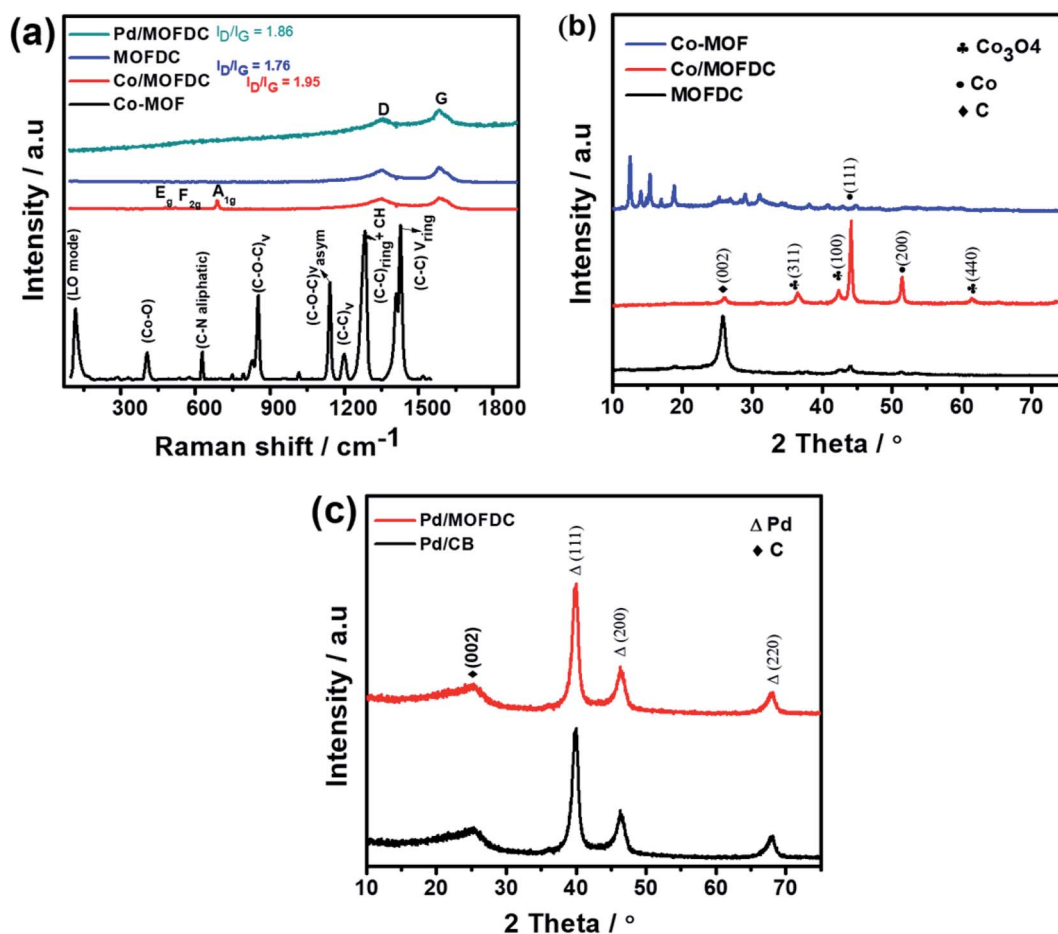 (a)
Pd/MOFDC I_D/I_G = 1.86
MOFDC I_D/I_G = 1.76
Co/MOFDC I_D/I_G = 1.95
Co-MOF
D
G
E_g
F_2g
A_1g
(LO mode)
(Co-O)
(C-N aliphatic)
(C-O-C)_v
(C-O-C)v_asym
(C-C)_v
(C-C)_ring + CH
(C-C) V_ring
Intensity / a.u
300 600 900 1200 1500 1800
Raman shift / cm-1
(b)
Co-MOF
Co/MOFDC
MOFDC
♣ Co3O4
● Co
◆ C
●(111)
◆(002)
♣(311)
♣(100)
●(200)
♣(440)
Intensity / a.u
10 20 30 40 50 60 70
2 Theta / °
(c)
Pd/MOFDC
Pd/CB
Δ Pd
◆ C
◆(002)
Δ (111)
Δ (200)
Δ (220)
Intensity / a.u
10 20 30 40 50 60 70
2 Theta / °